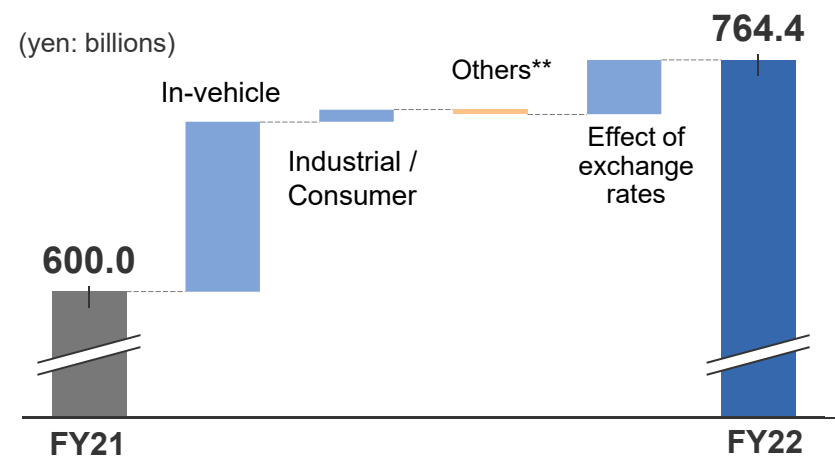 (yen: billions)
764.4
Others**
In-vehicle
Effect of
exchange
rates
Industrial /
Consumer
600.0
FY21
FY22